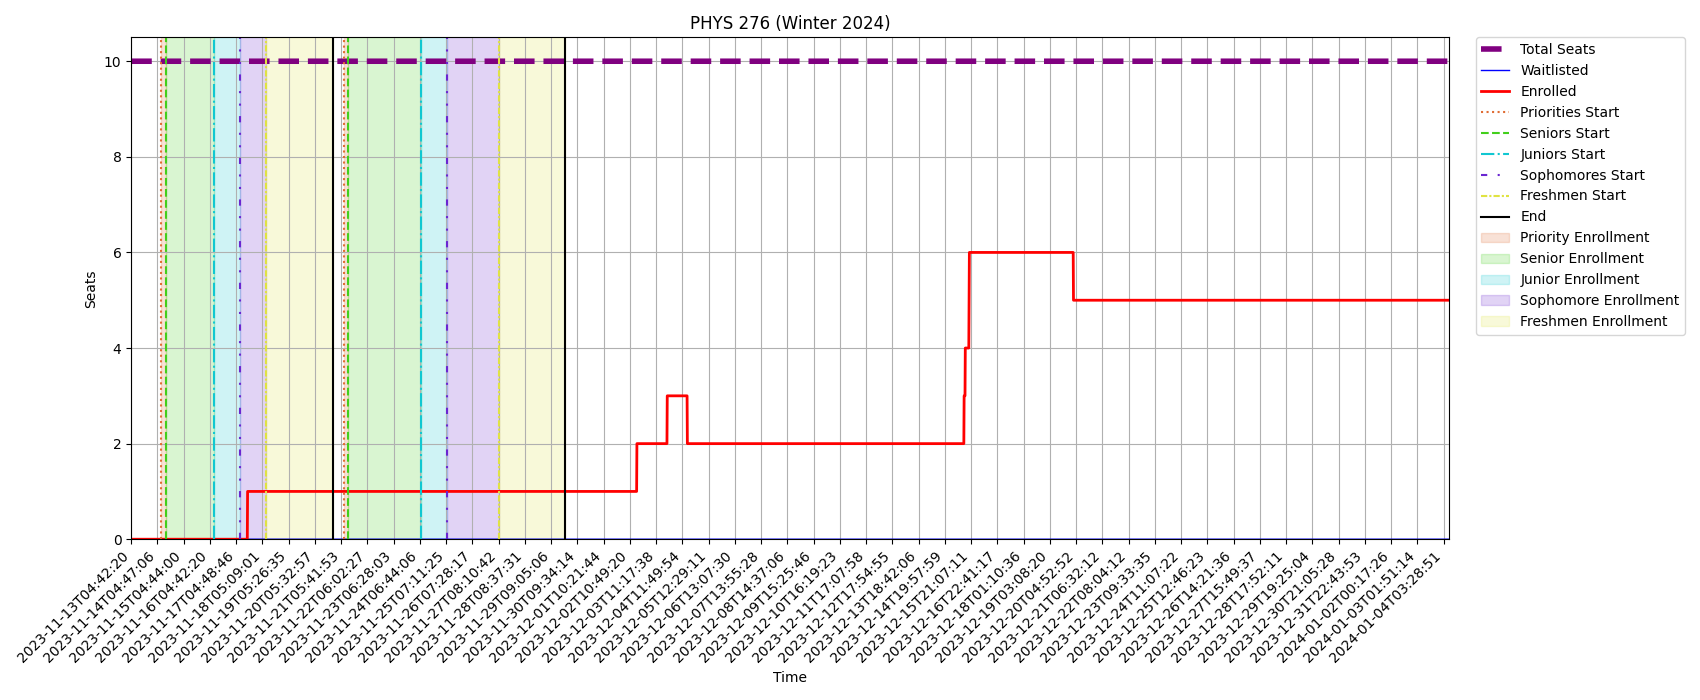 PHYS 276 (Winter 2024)
Seats
10
8
6
4
2
0
2023-11-13T04:42:20
2023-11-14T04:47:06
2023-11-15T04:44:00
2023-11-16T04:42:20
2023-11-17T04:48:46
2023-11-18T05:09:01
2023-11-19T05:26:35
2023-11-20T05:32:57
2023-11-21T05:41:53
2023-11-22T06:02:27
2023-11-23T06:28:03
2023-11-24T06:44:06
2023-11-25T07:11:25
2023-11-26T07:28:17
2023-11-27T08:10:42
2023-11-28T08:37:31
2023-11-29T09:05:06
2023-11-30T09:34:14
2023-12-01T10:21:44
2023-12-02T10:49:20
2023-12-03T11:17:38
2023-12-04T11:49:54
2023-12-05T12:29:11
2023-12-06T13:07:30
2023-12-07T13:55:28
2023-12-08T14:37:06
2023-12-09T15:25:46
2023-12-10T16:19:23
2023-12-11T17:07:58
2023-12-12T17:54:55
2023-12-13T18:42:06
2023-12-14T19:57:59
2023-12-15T21:07:11
2023-12-16T22:41:17
2023-12-18T01:10:36
2023-12-19T03:08:20
2023-12-20T04:52:52
2023-12-21T06:32:12
2023-12-22T08:04:12
2023-12-23T09:33:35
2023-12-24T11:07:22
2023-12-25T12:46:23
2023-12-26T14:21:36
2023-12-27T15:49:37
2023-12-28T17:52:11
2023-12-29T19:25:04
2023-12-30T21:05:28
2023-12-31T22:43:53
2024-01-02T00:17:26
2024-01-03T01:51:14
2024-01-04T03:28:51
Time
Total Seats
Waitlisted
Enrolled
Priorities Start
Seniors Start
Juniors Start
Sophomores Start
Freshmen Start
End
Priority Enrollment
Senior Enrollment
Junior Enrollment
Sophomore Enrollment
Freshmen Enrollment